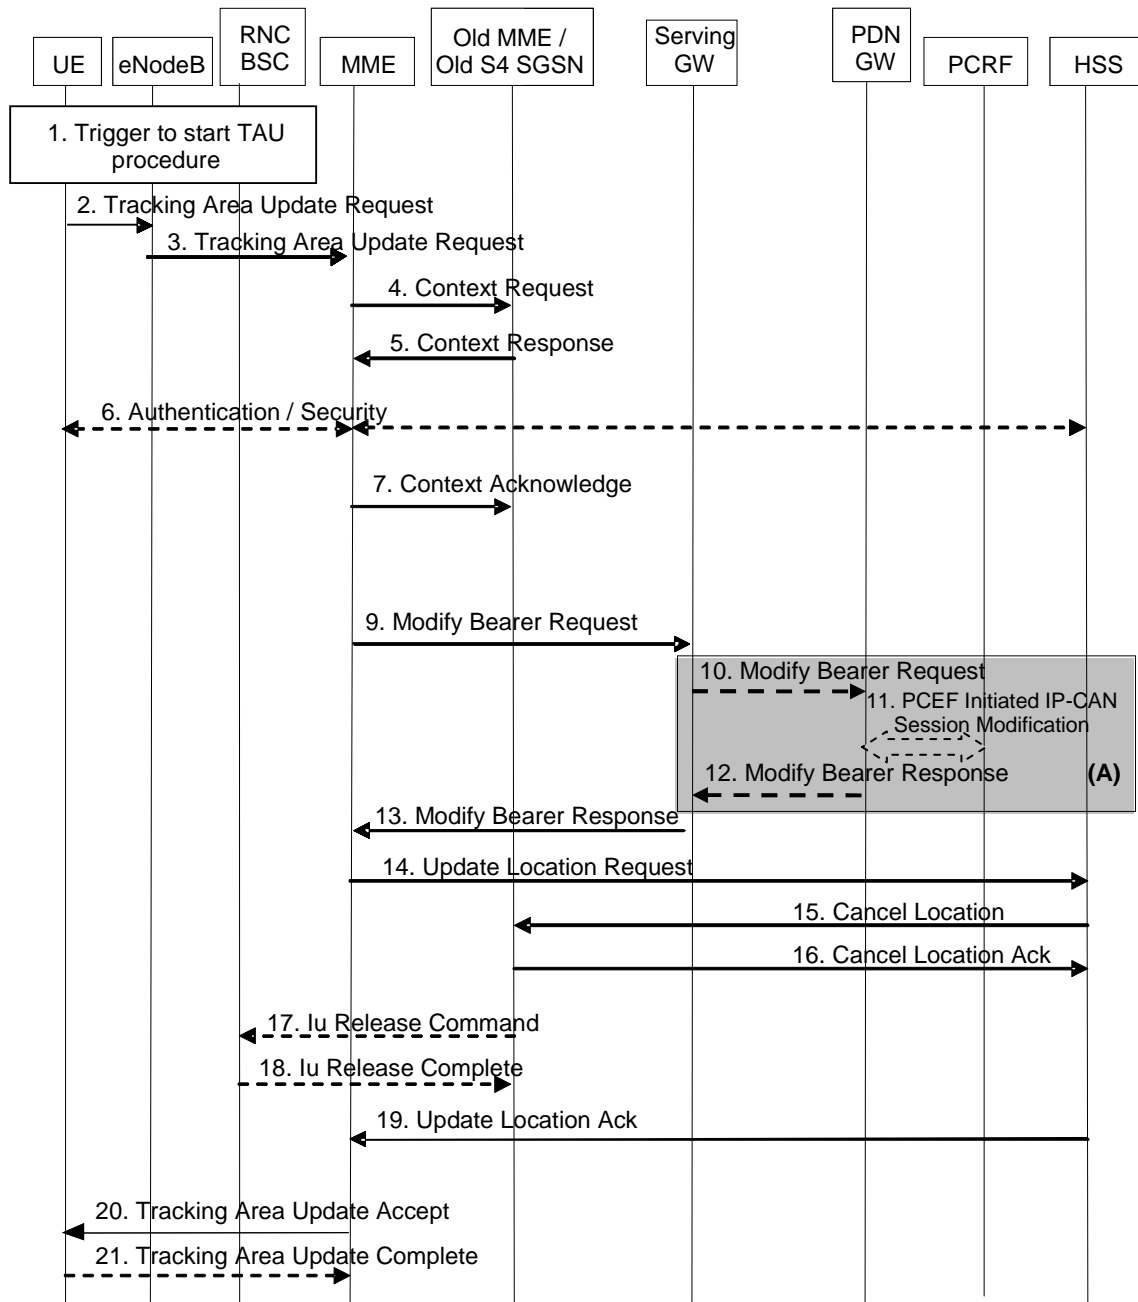 UE
eNodeB
RNC
BSC
MME
Old MME /
Old S4 SGSN
Serving
GW
PDN
GW
PCRF
HSS
1. Trigger to start TAU
procedure
2. Tracking Area Update Request
3. Tracking Area Update Request
4. Context Request
5. Context Response
6. Authentication / Security
7. Context Acknowledge
9. Modify Bearer Request
10. Modify Bearer Request
11. PCEF Initiated IP-CAN
Session Modification
12. Modify Bearer Response
(A)
13. Modify Bearer Response
14. Update Location Request
15. Cancel Location
16. Cancel Location Ack
17. Iu Release Command
18. Iu Release Complete
19. Update Location Ack
20. Tracking Area Update Accept
21. Tracking Area Update Complete